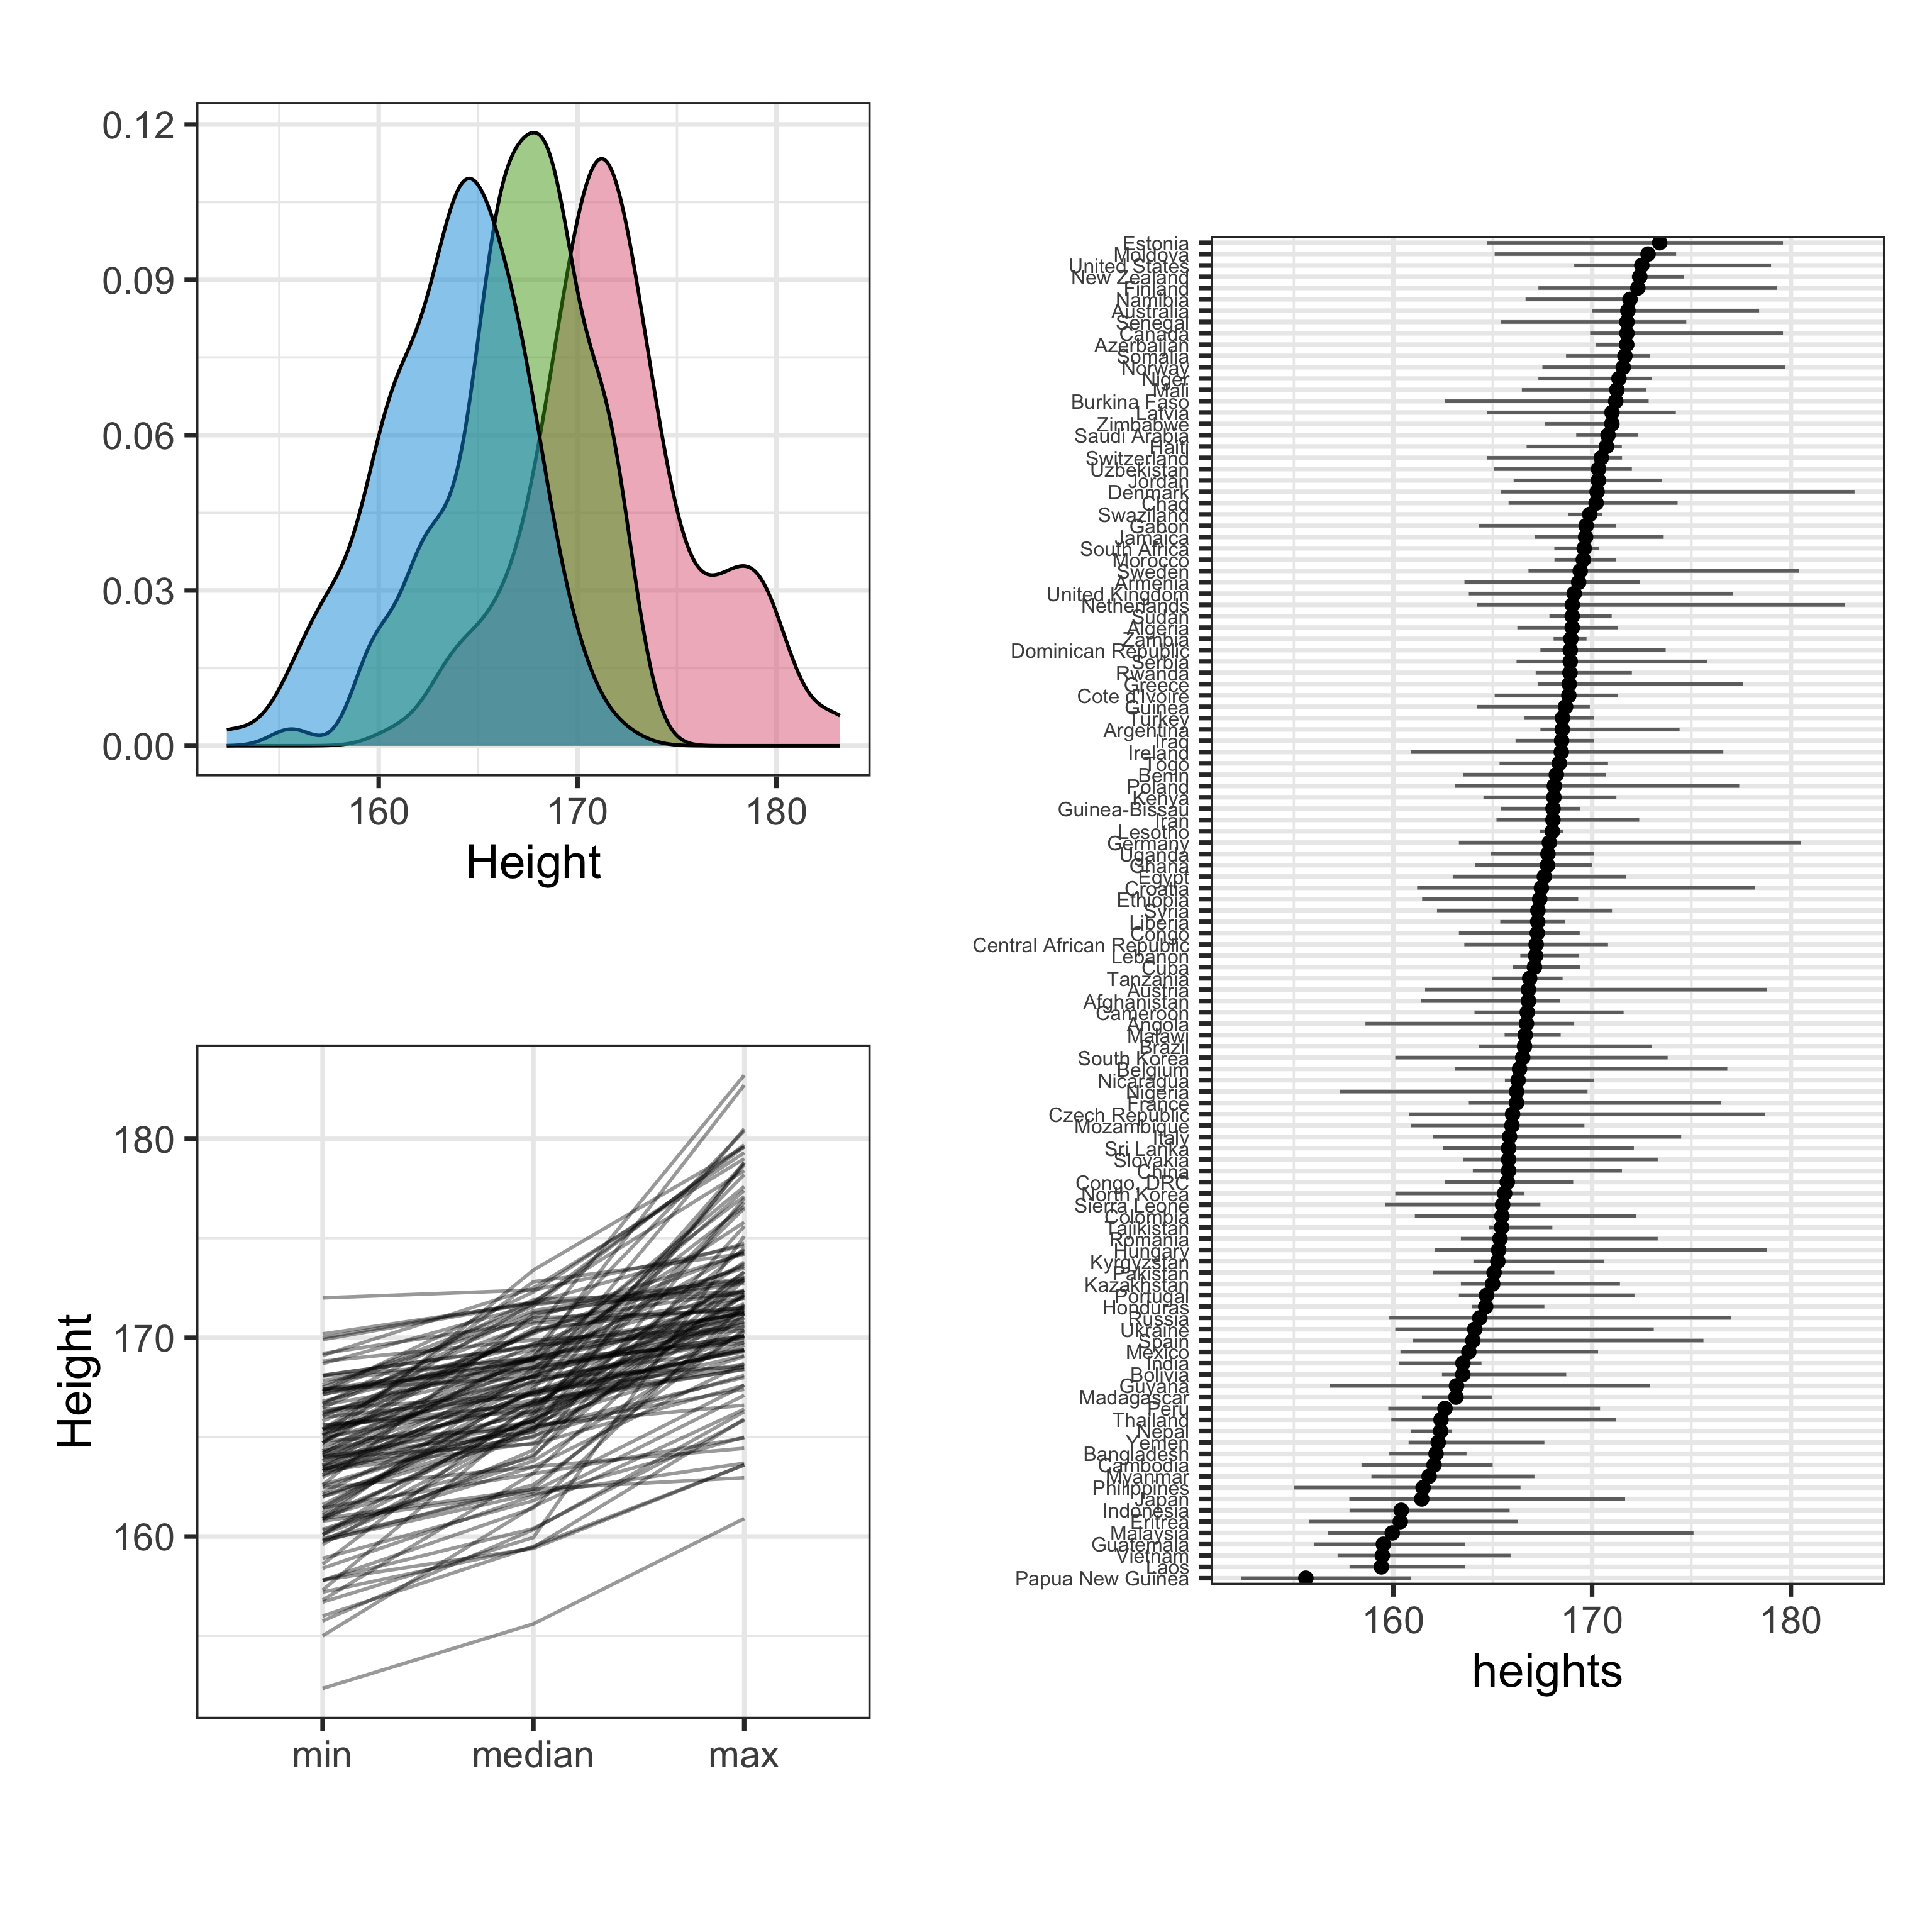 0.12
0.09
0.06
0.03
0.00
160 170 180
Height
Height
180
170
160
min median max
Estonia
Moldova
United States
New Zealand
Finland
Namibia
Australia
Senegal
Canada
Azerbaijan
Somalia
Norway
Niger
Mali
Burkina Faso
Latvia
Zimbabwe
Saudi Arabia
Haiti
Switzerland
Uzbekistan
Jordan
Denmark
Chad
Swaziland
Gabon
Jamaica
South Africa
Morocco
Sweden
Armenia
United Kingdom
Netherlands
Sudan
Algeria
Zambia
Dominican Republic
Serbia
Rwanda
Greece
Cote d'Ivoire
Guinea
Turkey
Argentina
Iraq
Ireland
Togo
Benin
Poland
Kenya
Guinea-Bissau
Iran
Lesotho
Germany
Uganda
Ghana
Egypt
Croatia
Ethiopia
Syria
Liberia
Congo
Central African Republic
Lebanon
Cuba
Tanzania
Austria
Afghanistan
Cameroon
Angola
Malawi
Brazil
South Korea
Belgium
Nicaragua
Nigeria
France
Czech Republic
Mozambique
Italy
Sri Lanka
Slovakia
China
Congo, DRC
North Korea
Sierra Leone
Colombia
Tajikistan
Romania
Hungary
Kyrgyzstan
Pakistan
Kazakhstan
Portugal
Honduras
Russia
Ukraine
Spain
Mexico
India
Bolivia
Guyana
Madagascar
Peru
Thailand
Nepal
Yemen
Bangladesh
Cambodia
Myanmar
Philippines
Japan
Indonesia
Eritrea
Malaysia
Guatemala
Vietnam
Laos
Papua New Guinea
160 170 180
heights